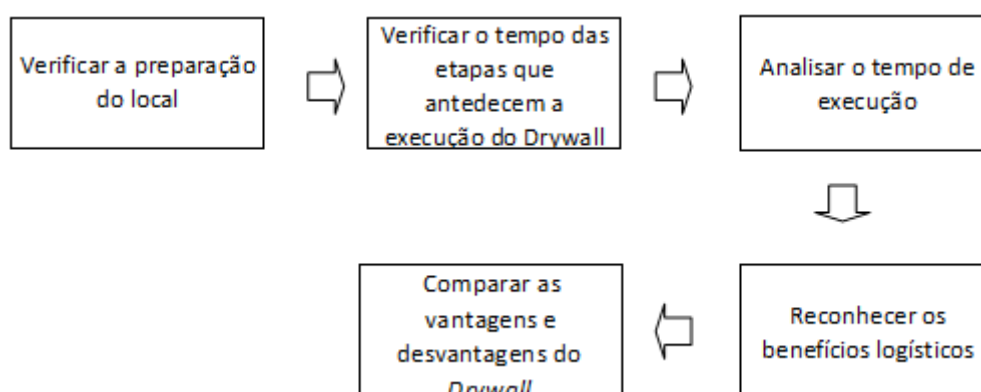 Verificar a preparação
do local
Verificar o tempo das
etapas que
antedecem a
execução do Drywall
Analisar o tempo de
execução
Reconhecer os
benefícios logísticos
Comparar as
vantagens e
desvantagens do
Drywall